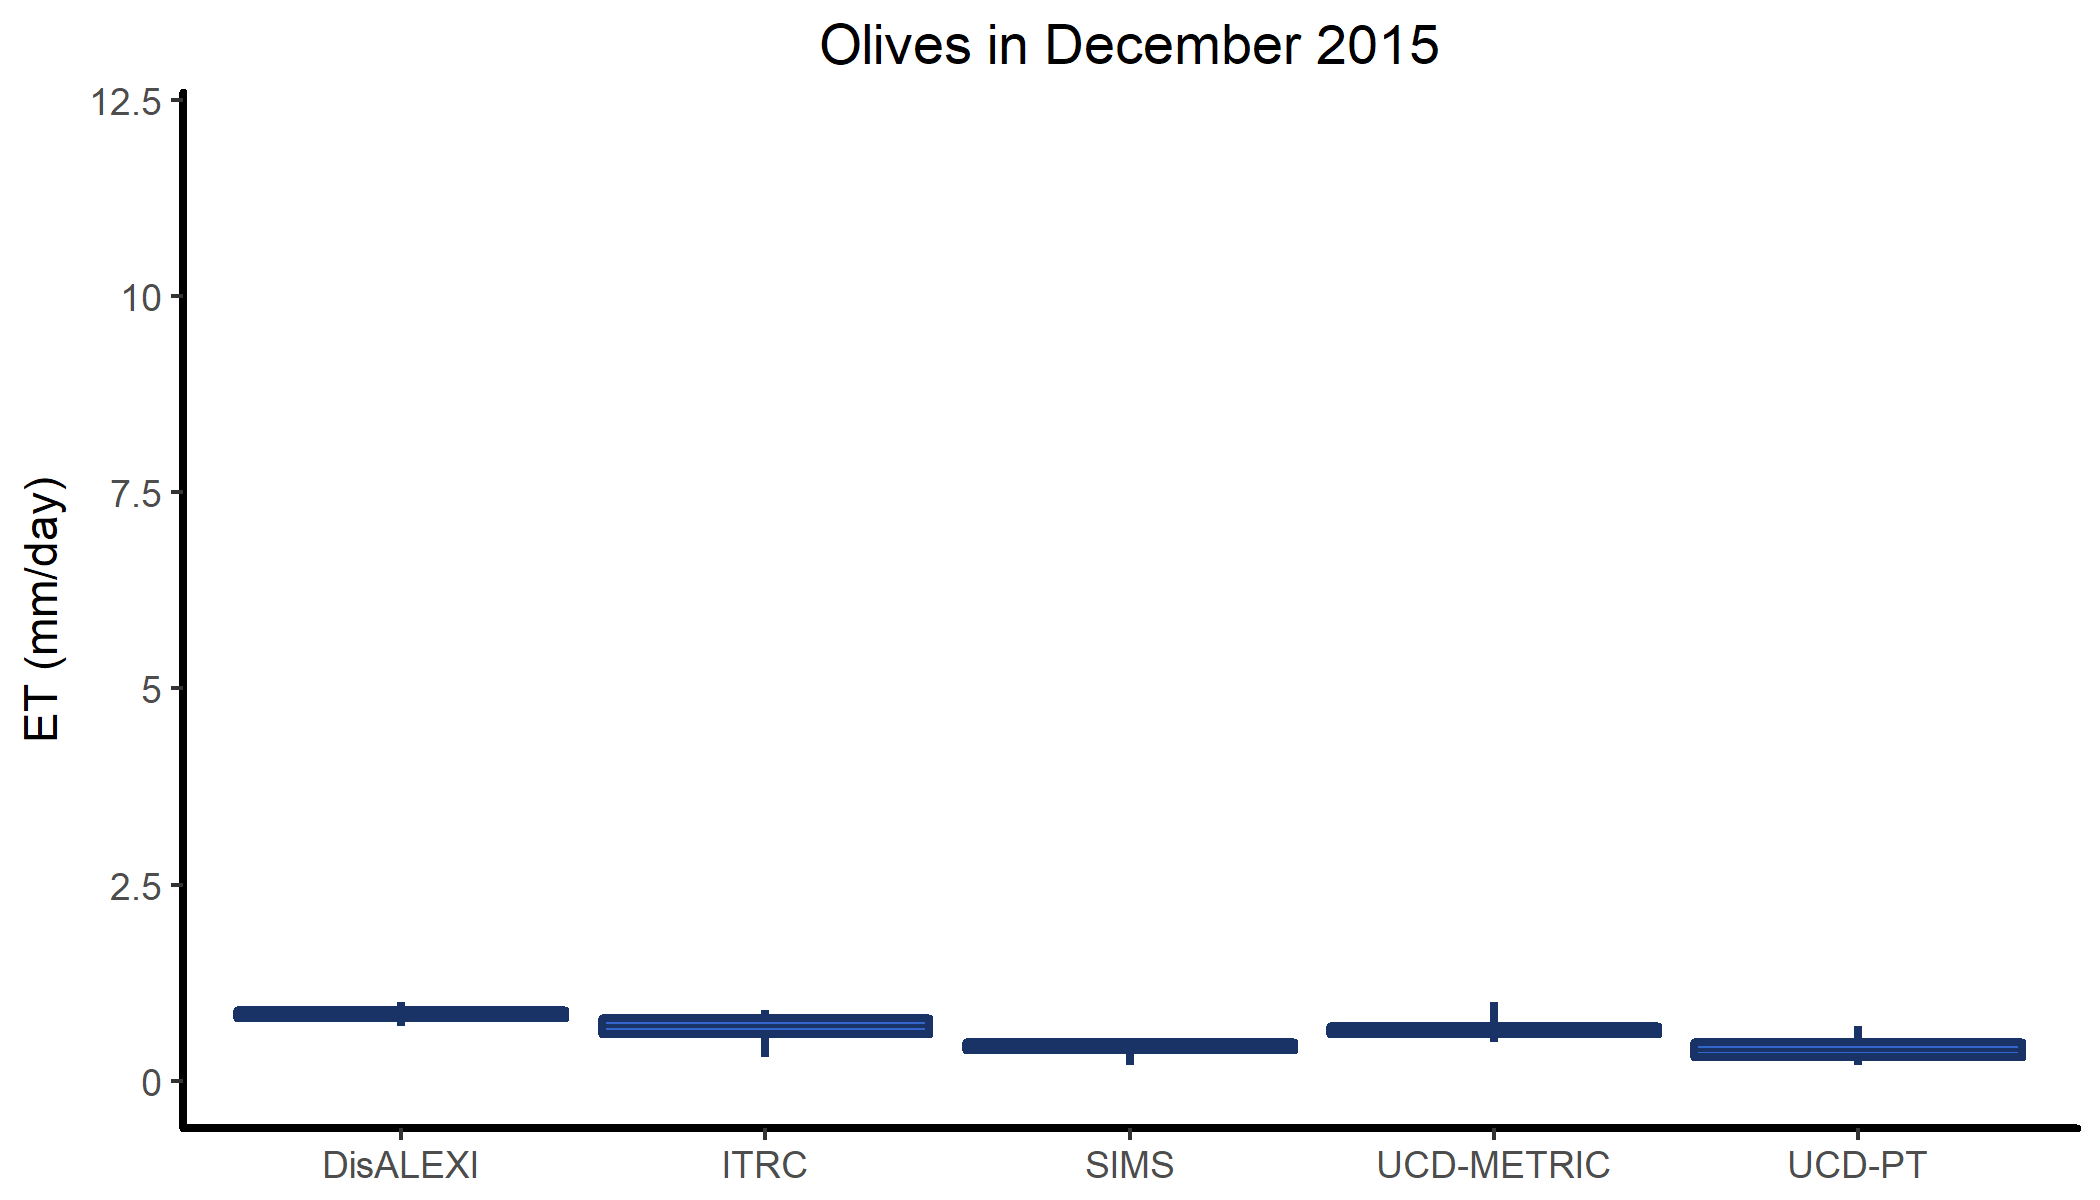 Olives in December 2015
12.5
10
7.5
5
2.5
0
ET (mm/day)
DisALEXI ITRC SIMS UCD-METRIC UCD-PT